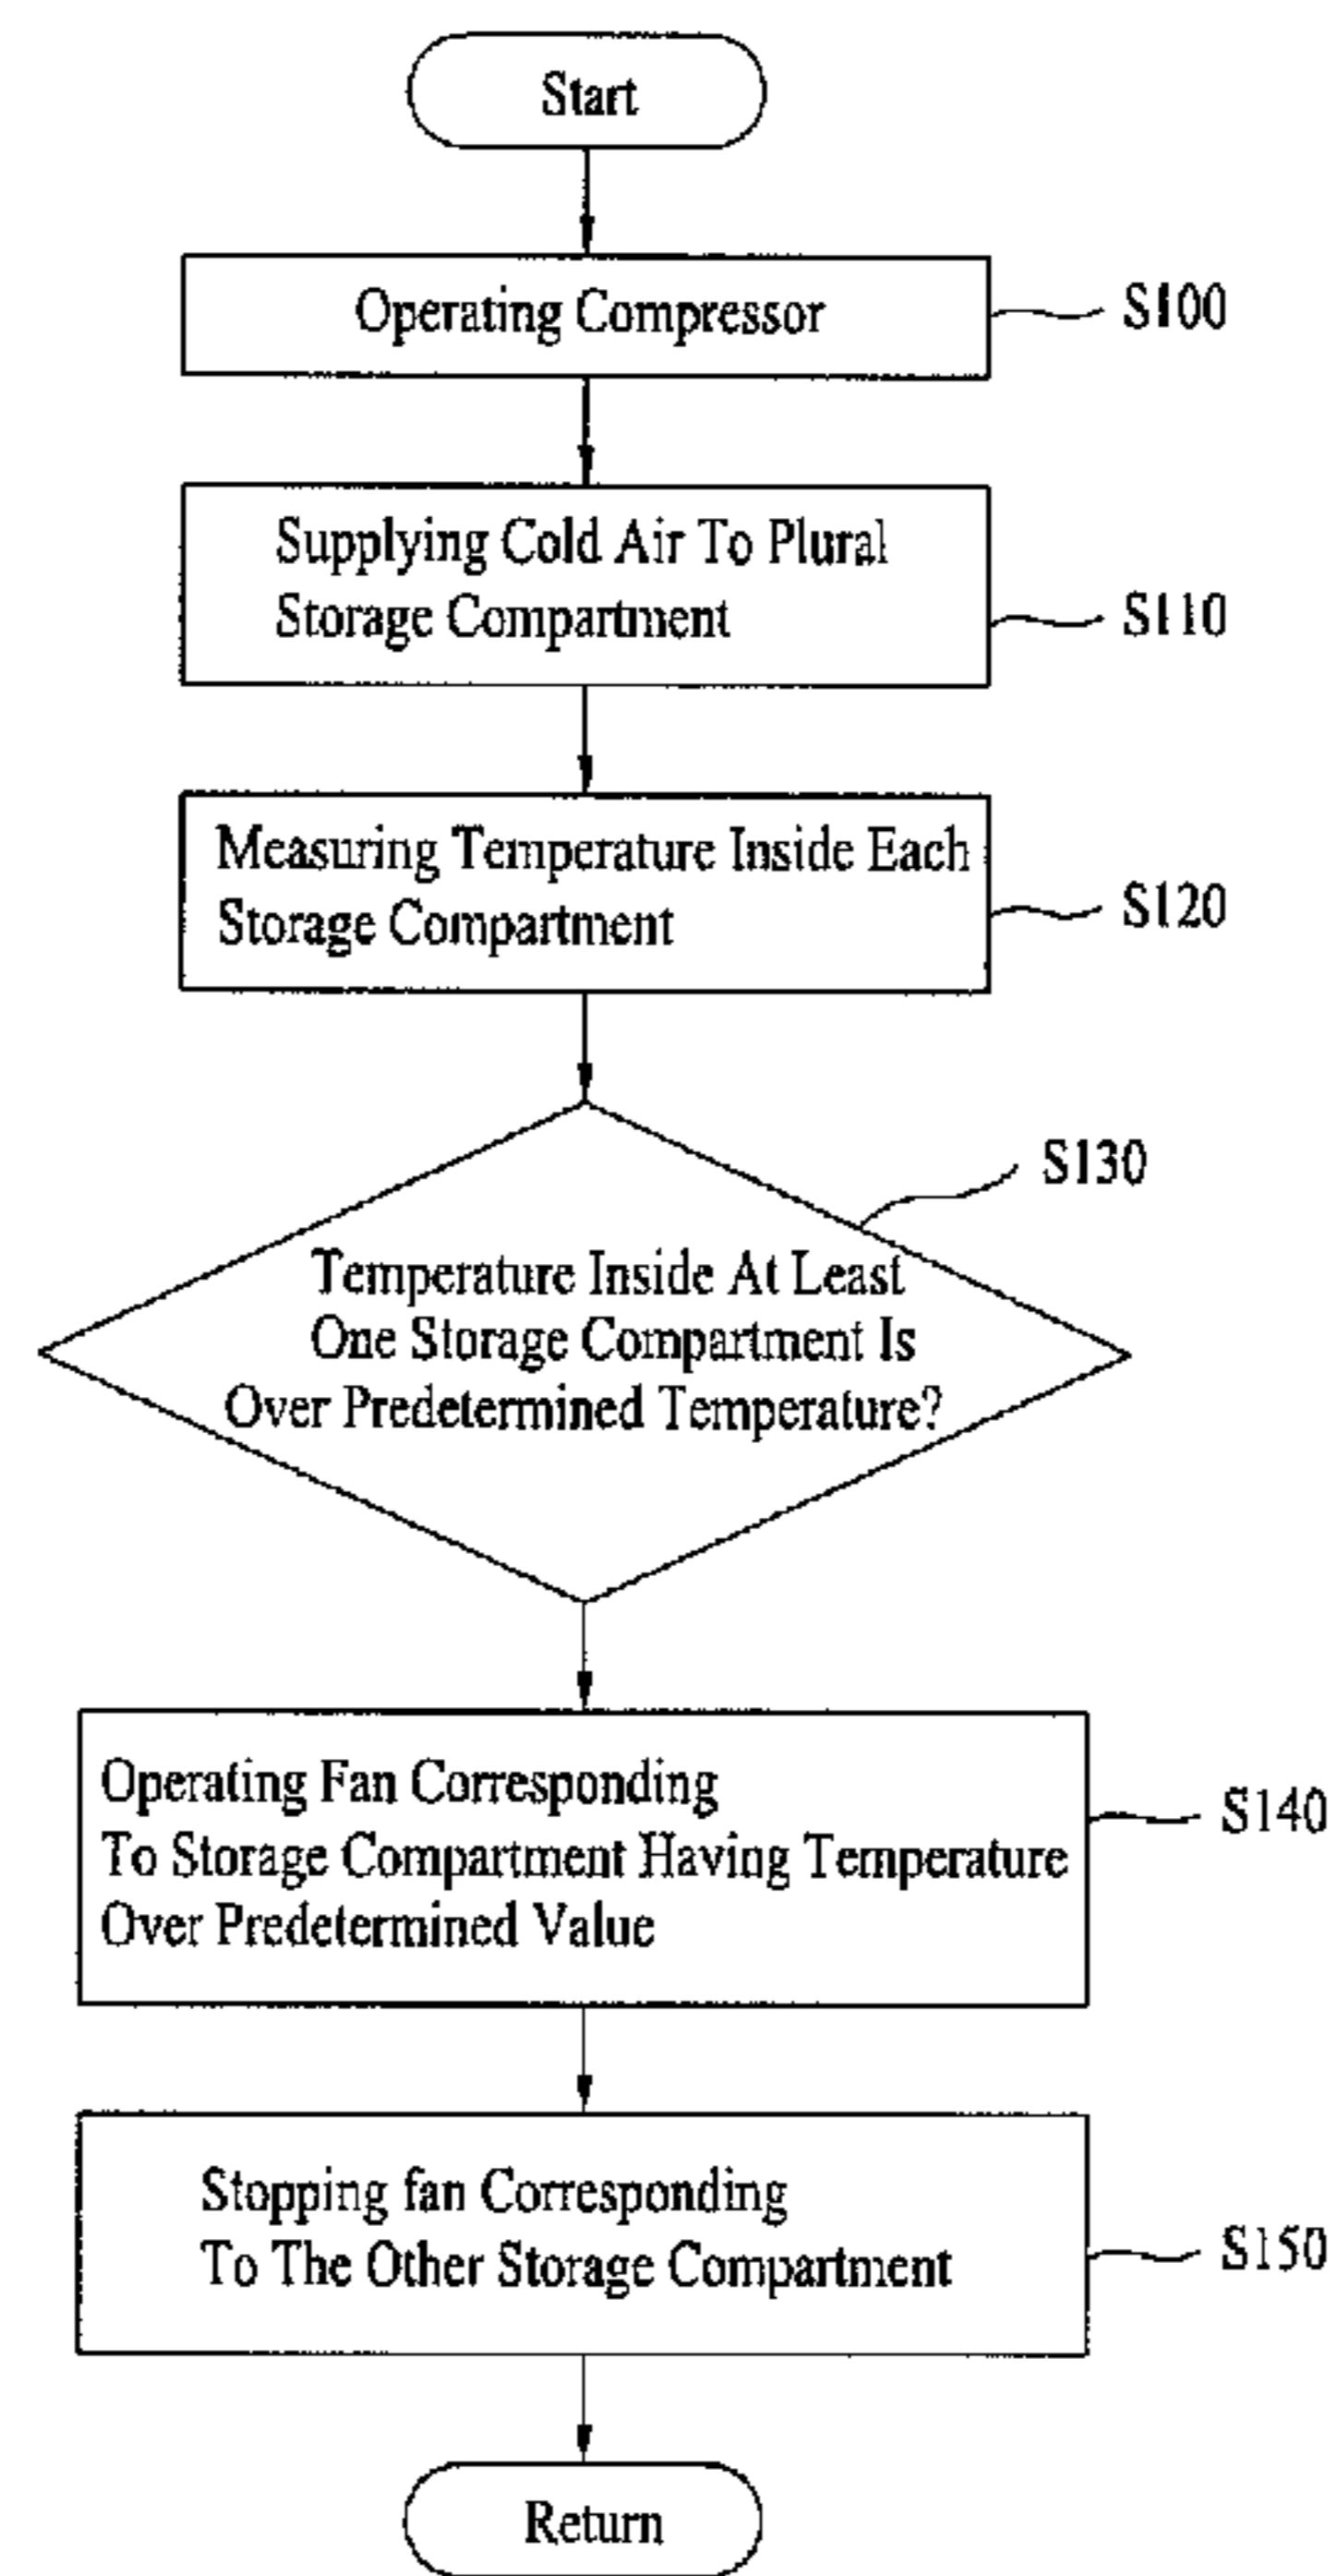 Start
Operating Compressor
S100
Supplying Cold Air To Plural
Storage Compartment
S110
Measuring Temperature Inside Each
Storage Compartment
S120
S130
Temperature Inside At Least
One Storage Compartment Is
Over Predetermined Temperature?
Operating Fan Corresponding
To Storage Compartment Having Temperature
Over Predetermined Value
S140
Stopping fan Corresponding
To The Other Storage Compartment
S150
Return